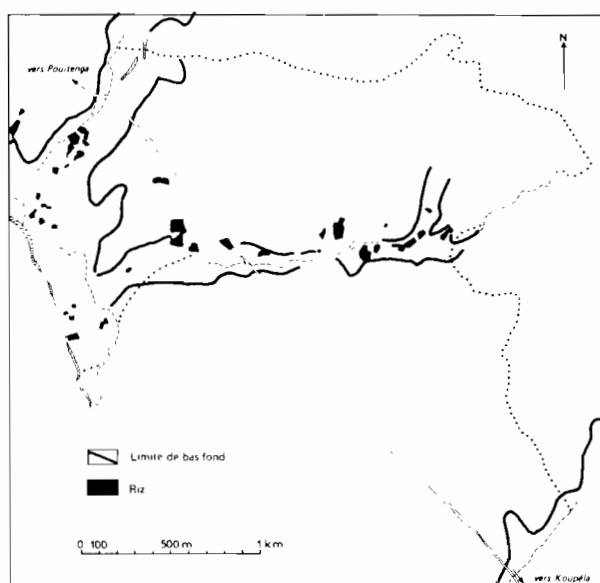 N
vers Pouitenga
Limite de bas fond
Riz
0 100 500 m 1 km
vers Koupéla